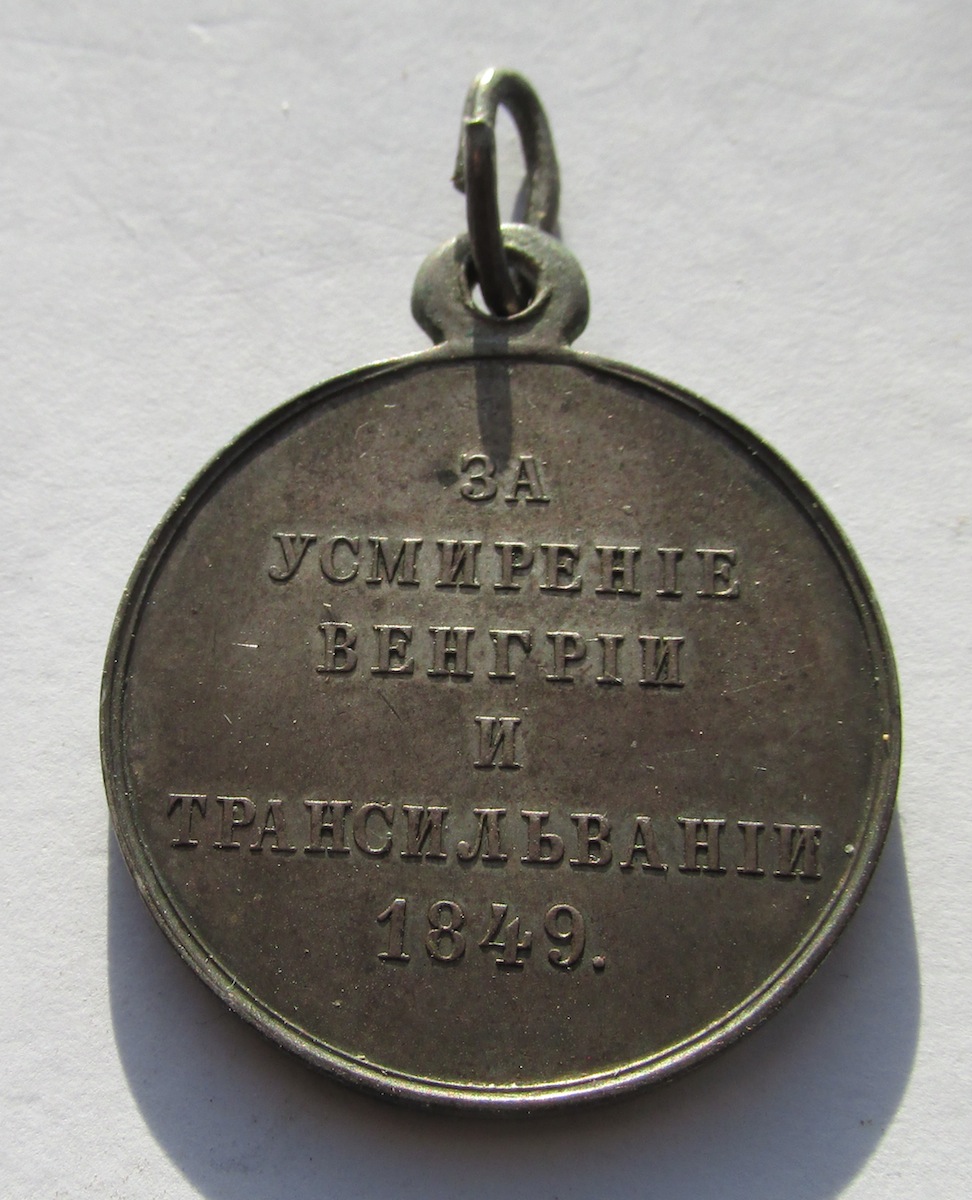 ЗА
УСМИРЕНІЕ
ВЕНГРІИ
И
ТРАНСИЛЬВАНІИ
1849.